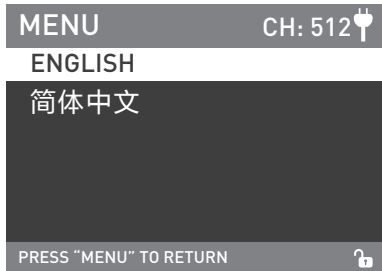 MENU CH: 512
ENGLISH
简体中文
PRESS “MENU” TO RETURN